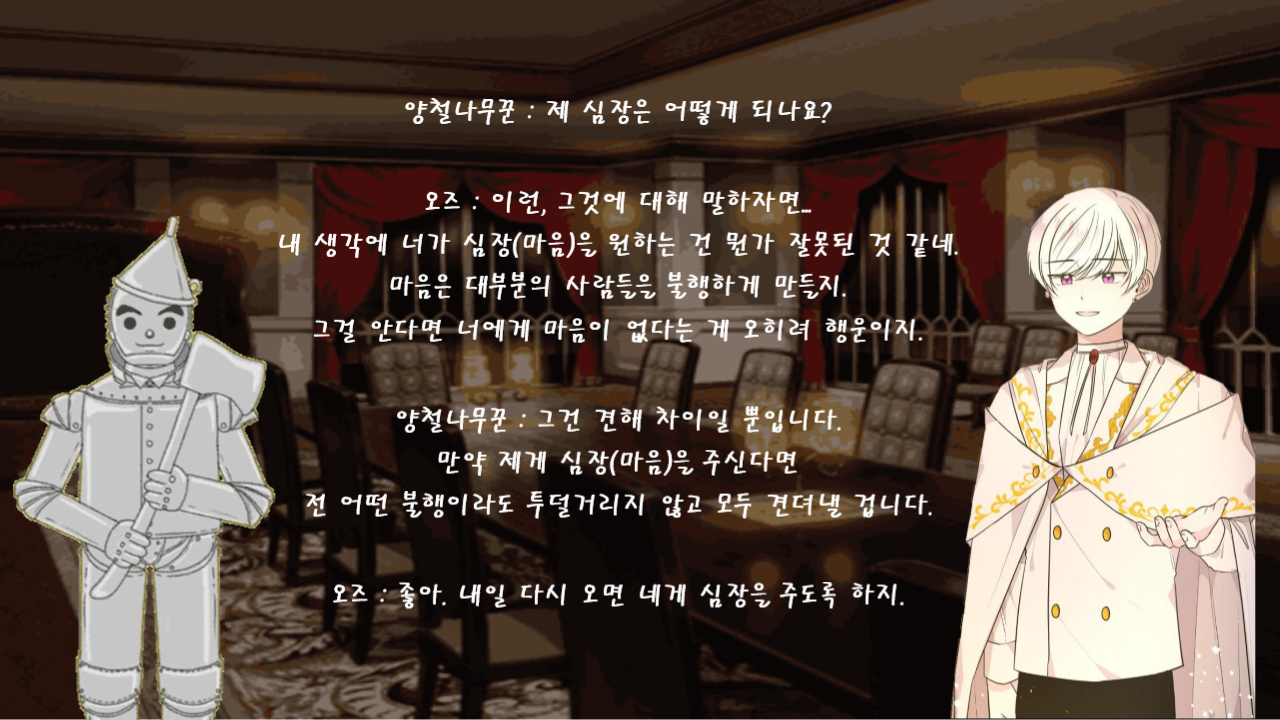 양철나무꾼 : 제 심장은 어떻게 되나요?
오즈 : 이런, 그것에 대해 말하자면...
내 생각에 너가 심장(마음)을 원하는 건 뭔가 잘못된 것 같네.
마음은 대부분의 사람들을 불행하게 만들지.
그걸 안다면 너에게 마음이 없다는 게 오히려 행운이지.
양철나무꾼 : 그건 견해 차이일 뿐입니다.
만약 제게 심장(마음)을 주신다면
전 어떤 불행이라도 투덜거리지 않고 모두 견뎌낼 겁니다.
오즈 : 좋아. 내일 다시 오면 네게 심장을 주도록 하지.